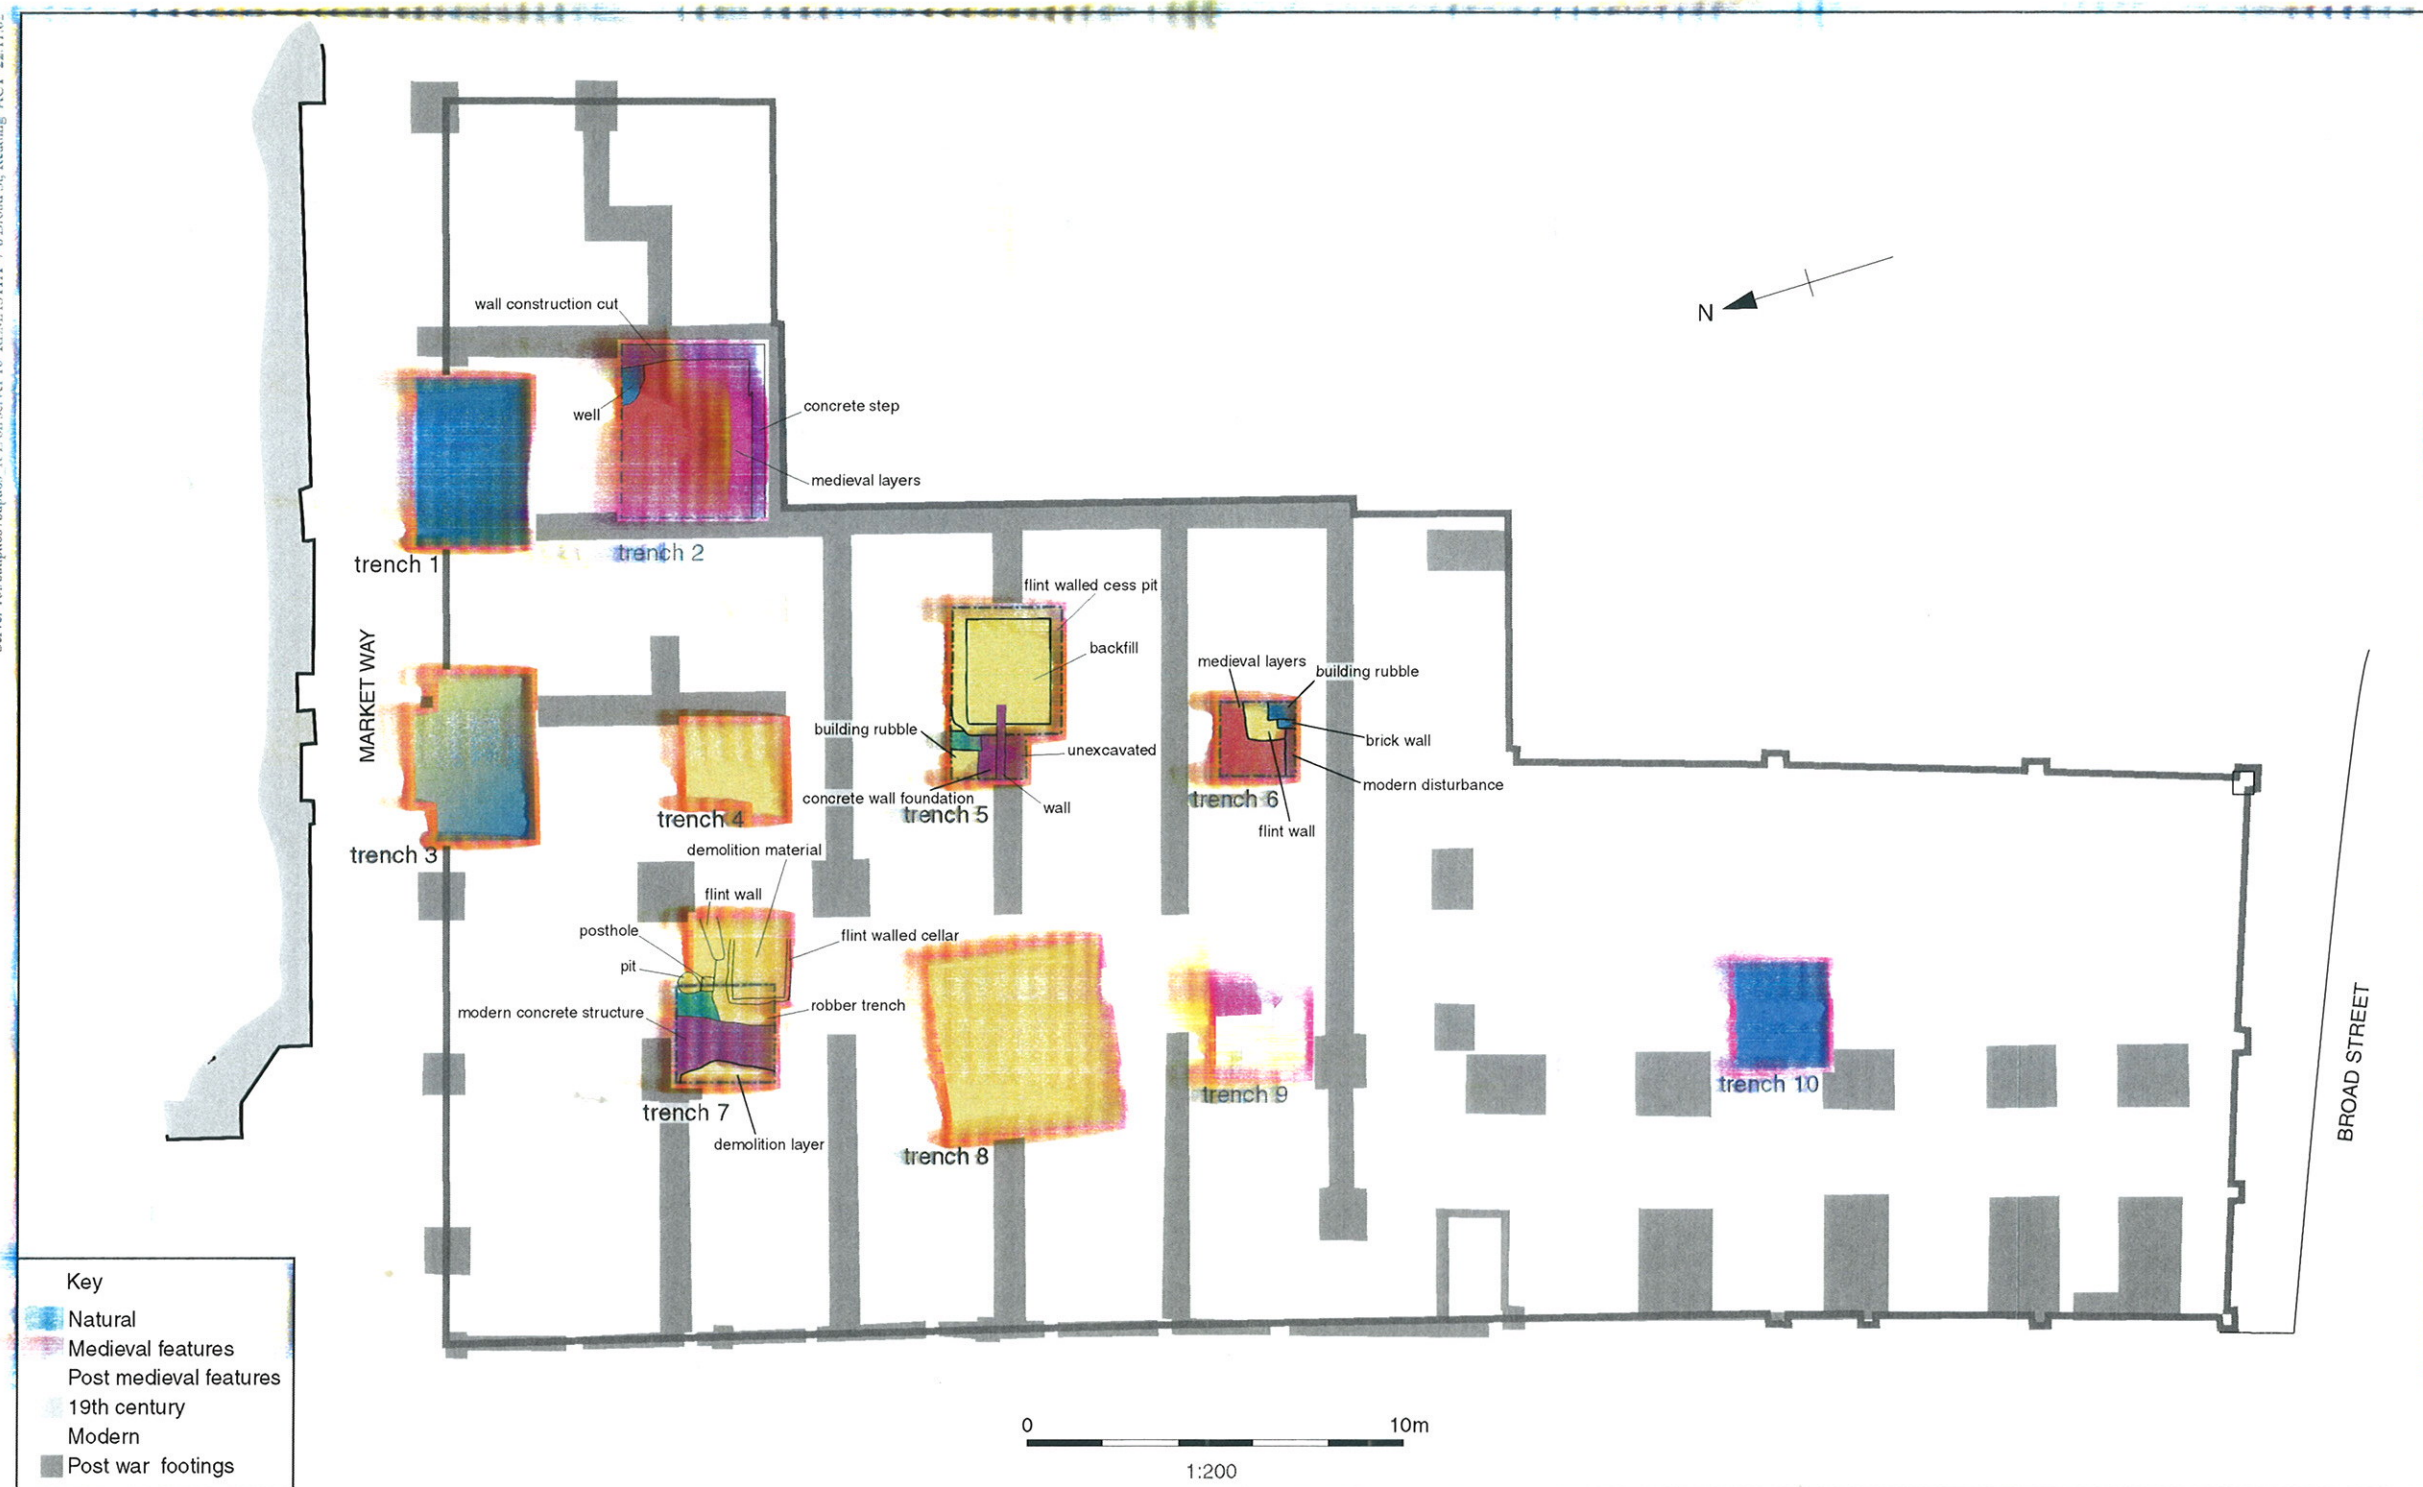 N
wall construction cut
well
concrete step
medieval layers
trench 1
trench 2
MARKET WAY
flint walled cess pit
backfill
building rubble
unexcavated
concrete wall foundation
wall
trench 5
medieval layers
building rubble
brick wall
modern disturbance
trench 6
flint wall
trench 3
trench 4
demolition material
flint wall
posthole
flint walled cellar
pit
modern concrete structure
robber trench
trench 7
demolition layer
trench 8
trench 9
trench 10
BROAD STREET
Key
Natural
Medieval features
Post medieval features
19th century
Modern
Post war footings
0 10m
1:200